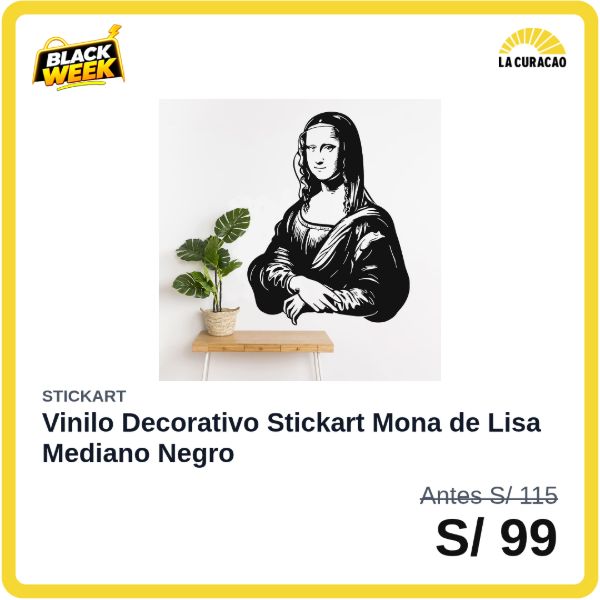 BLACK
WEEK
LA CURACAO
STICKART
Vinilo Decorativo Stickart Mona de Lisa
Mediano Negro
Antes S/ 115
S/ 99